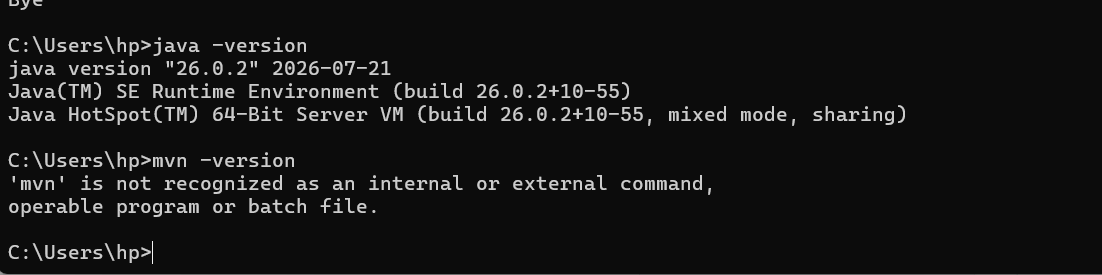 Bye
C:\Users\hp>java -version
java version "26.0.2" 2026-07-21
Java(TM) SE Runtime Environment (build 26.0.2+10-55)
Java HotSpot(TM) 64-Bit Server VM (build 26.0.2+10-55, mixed mode, sharing)
C:\Users\hp>mvn -version
'mvn' is not recognized as an internal or external command,
operable program or batch file.
C:\Users\hp>